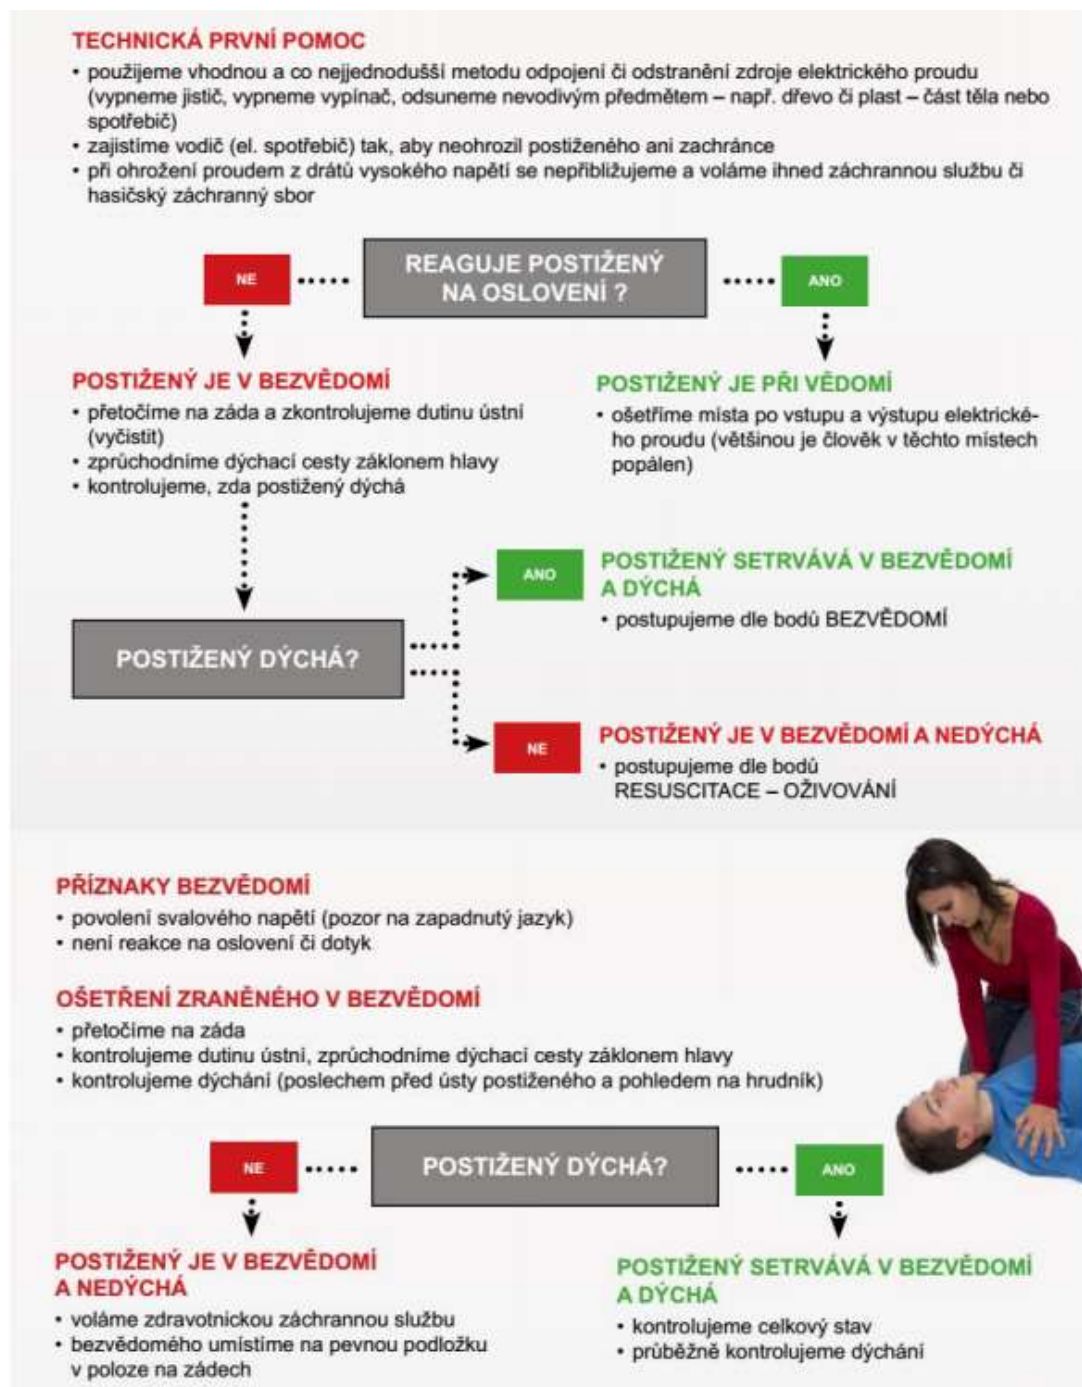 TECHNICKÁ PRVNÍ POMOC
• použijeme vhodnou a co nejjednodušší metodu odpojení či odstranění zdroje elektrického proudu
(vypneme jistič, vypneme vypínač, odsuneme nevodivým předmětem – např. dřevo či plast – část těla nebo
spotřebič)
• zajistíme vodič (el. spotřebič) tak, aby neohrozil postiženého ani zachránce
• při ohrožení proudem z drátů vysokého napětí se nepřibližujeme a voláme ihned záchrannou službu či
hasičský záchranný sbor
REAGUJE POSTIŽENÝ
NA OSLOVENÍ ?
NE
ANO
POSTIŽENÝ JE V BEZVĚDOMÍ
• přetočíme na záda a zkontrolujeme dutinu ústní
(vyčistit)
• zprůchodníme dýchací cesty záklonem hlavy
• kontrolujeme, zda postižený dýchá
POSTIŽENÝ JE PŘI VĚDOMÍ
• ošetříme místa po vstupu a výstupu elektrické-
ho proudu (většinou je člověk v těchto místech
popálen)
POSTIŽENÝ DÝCHÁ?
ANO
POSTIŽENÝ SETRVÁVÁ V BEZVĚDOMÍ
A DÝCHÁ
• postupujeme dle bodů BEZVĚDOMÍ
NE
POSTIŽENÝ JE V BEZVĚDOMÍ A NEDÝCHÁ
• postupujeme dle bodů
RESUSCITACE – OŽIVOVÁNÍ
PŘÍZNAKY BEZVĚDOMÍ
• povolení svalového napětí (pozor na zapadnutý jazyk)
• není reakce na oslovení či dotyk
OŠETŘENÍ ZRANĚNÉHO V BEZVĚDOMÍ
• přetočíme na záda
• kontrolujeme dutinu ústní, zprůchodníme dýchací cesty záklonem hlavy
• kontrolujeme dýchání (poslechem před ústy postiženého a pohledem na hrudník)
POSTIŽENÝ DÝCHÁ?
NE
ANO
POSTIŽENÝ JE V BEZVĚDOMÍ
A NEDÝCHÁ
• voláme zdravotnickou záchrannou službu
• bezvědomého umístíme na pevnou podložku
v poloze na zádech
POSTIŽENÝ SETRVÁVÁ V BEZVĚDOMÍ
A DÝCHÁ
• kontrolujeme celkový stav
• průběžně kontrolujeme dýchání